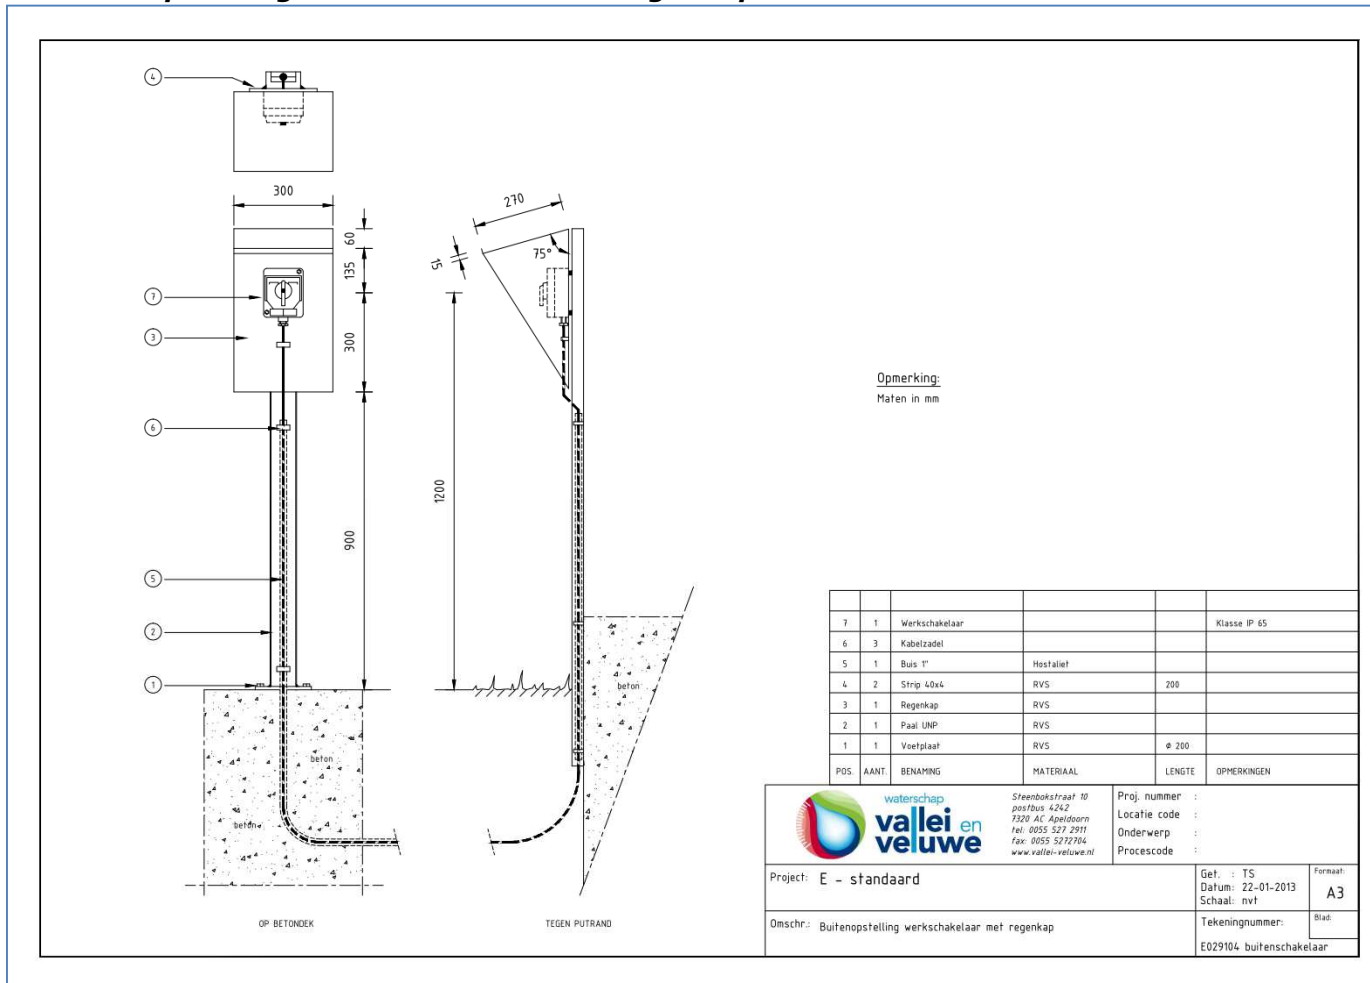 4
300
270
60
15
75°
135
7
3
300
Opmerking:
Maten in mm
6
1200
900
5
2
1
beton
beton
beton
OP BETONDEK
TEGEN PUTRAND
7 1 Werkschakelaar Klasse IP 65
6 3 Kabelzadel
5 1 Buis 1" Hostaliet
4 2 Strip 40x4 RVS 200
3 1 Regenkap RVS
2 1 Paal UNP RVS
1 1 Voetplaat RVS ø 200
POS. AANT. BENAMING MATERIAAL LENGTE OPMERKINGEN
waterschap
vallei en
veluwe
Steenbokstraat 10
postbus 4242
7320 AC Apeldoorn
tel: 0055 527 2911
fax: 0055 5272704
www.vallei-veluwe.nl
Proj. nummer :
Locatie code :
Onderwerp :
Procescode :
Project: E - standaard
Get. : TS
Datum: 22-01-2013
Schaal: nvt
Formaat:
A3
Omschr.: Buitenopstelling werkschakelaar met regenkap
Tekeningnummer:
Blad:
E029104 buitenschakelaar